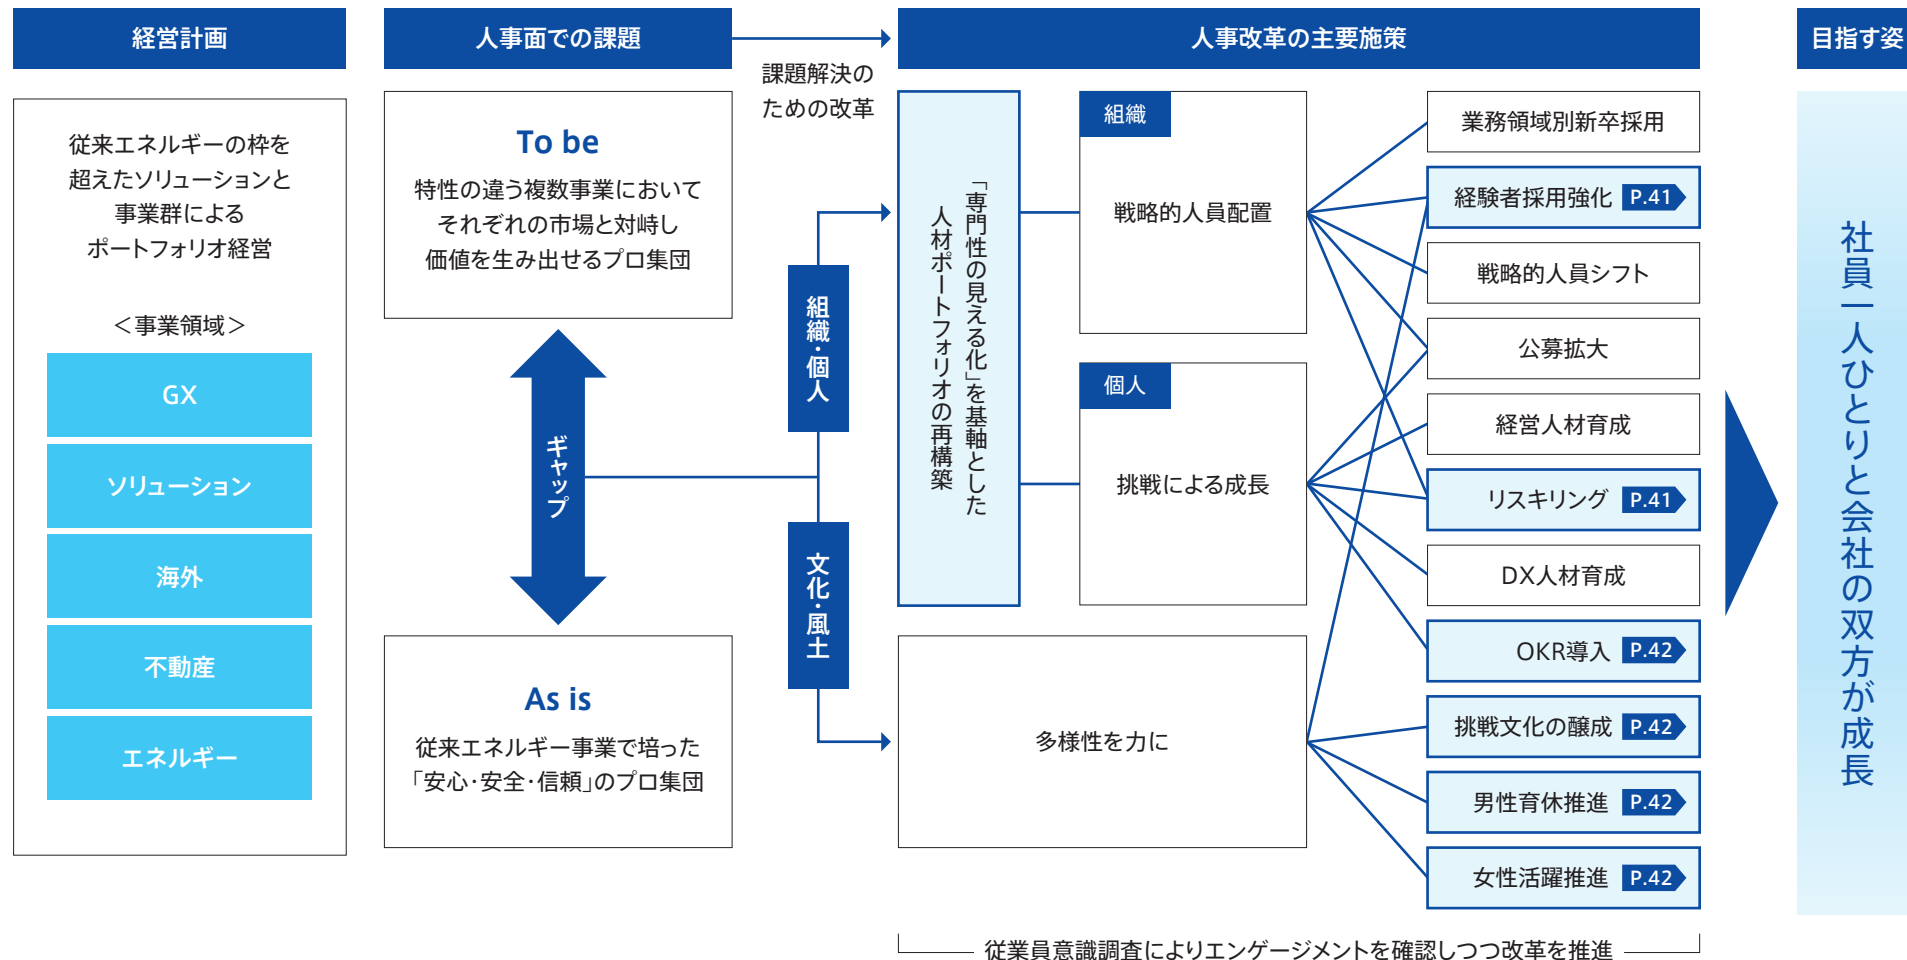 経営計画
従来エネルギーの枠を
超えたソリューションと
事業群による
ポートフォリオ経営
＜事業領域＞
GX
ソリューション
海外
不動産
エネルギー
人事面での課題
To be
特性の違う複数事業において
それぞれの市場と対峙し
価値を生み出せるプロ集団
ギャップ
As is
従来エネルギー事業で培った
「安心・安全・信頼」のプロ集団
課題解決の
ための改革
組織・個人
文化・風土
人事改革の主要施策
「専門性の見える化」を基軸とした
人材ポートフォリオの再構築
組織
戦略的人員配置
個人
挑戦による成長
多様性を力に
業務領域別新卒採用
経験者採用強化 P.41
戦略的人員シフト
公募拡大
経営人材育成
リスキリング P.41
DX人材育成
OKR導入 P.42
挑戦文化の醸成 P.42
男性育休推進 P.42
女性活躍推進 P.42
従業員意識調査によりエンゲージメントを確認しつつ改革を推進
目指す姿
社員一人ひとりと会社の双方が成長